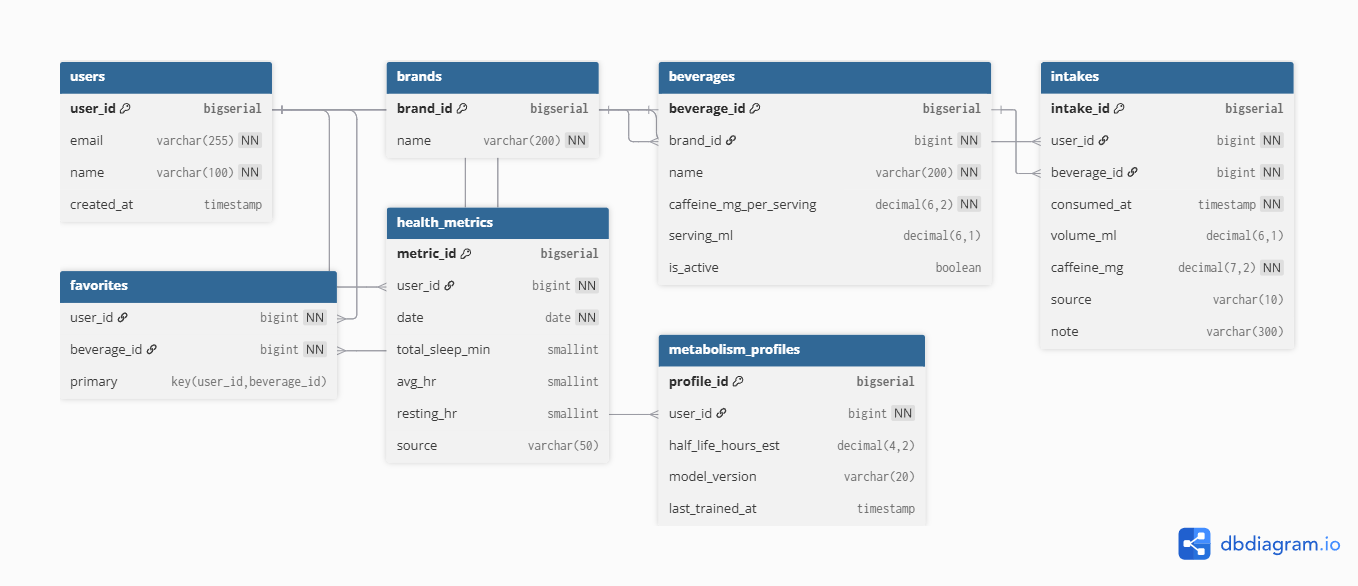 users
user_id bigserial
email varchar(255) NN
name varchar(100) NN
created_at timestamp
brands
brand_id bigserial
name varchar(200) NN
beverages
beverage_id bigserial
brand_id bigint NN
name varchar(200) NN
caffeine_mg_per_serving decimal(6,2) NN
serving_ml decimal(6,1)
is_active boolean
intakes
intake_id bigserial
user_id bigint NN
beverage_id bigint NN
consumed_at timestamp NN
volume_ml decimal(6,1)
caffeine_mg decimal(7,2) NN
source varchar(10)
note varchar(300)
favorites
user_id bigint NN
beverage_id bigint NN
primary key(user_id,beverage_id)
health_metrics
metric_id bigserial
user_id bigint NN
date date NN
total_sleep_min smallint
avg_hr smallint
resting_hr smallint
source varchar(50)
metabolism_profiles
profile_id bigserial
user_id bigint NN
half_life_hours_est decimal(4,2)
model_version varchar(20)
last_trained_at timestamp
dbdiagram.io